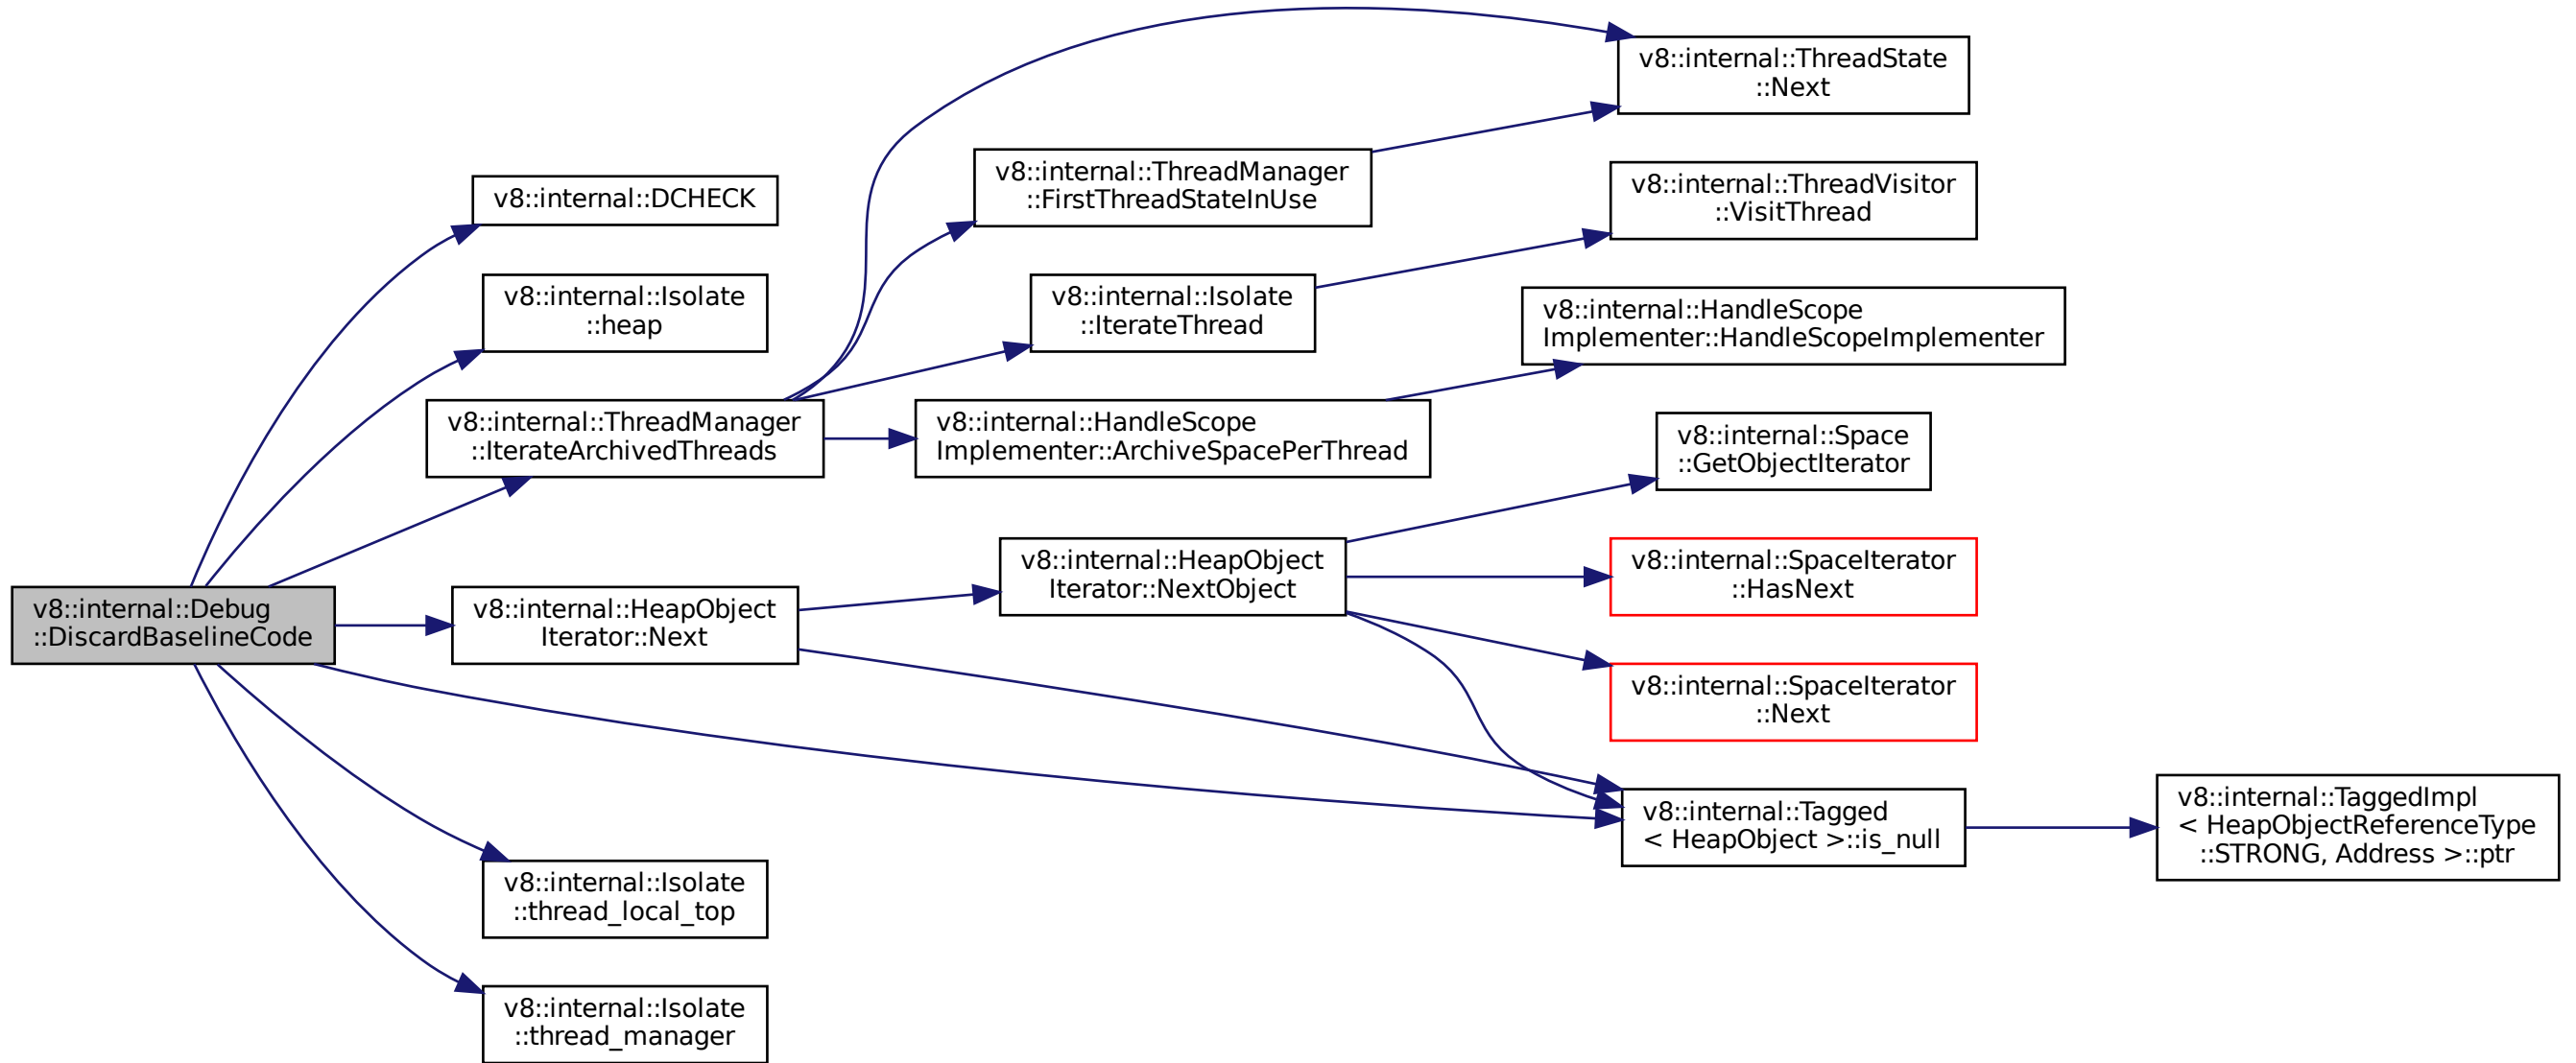 v8::internal::Debug
::DiscardBaselineCode
v8::internal::DCHECK
v8::internal::Isolate
::heap
v8::internal::ThreadManager
::IterateArchivedThreads
v8::internal::HeapObject
Iterator::Next
v8::internal::Isolate
::thread_local_top
v8::internal::Isolate
::thread_manager
v8::internal::ThreadManager
::FirstThreadStateInUse
v8::internal::Isolate
::IterateThread
v8::internal::HandleScope
Implementer::ArchiveSpacePerThread
v8::internal::HeapObject
Iterator::NextObject
v8::internal::ThreadState
::Next
v8::internal::ThreadVisitor
::VisitThread
v8::internal::HandleScope
Implementer::HandleScopeImplementer
v8::internal::Space
::GetObjectIterator
v8::internal::SpaceIterator
::HasNext
v8::internal::SpaceIterator
::Next
v8::internal::Tagged
< HeapObject >::is_null
v8::internal::TaggedImpl
< HeapObjectReferenceType
::STRONG, Address >::ptr